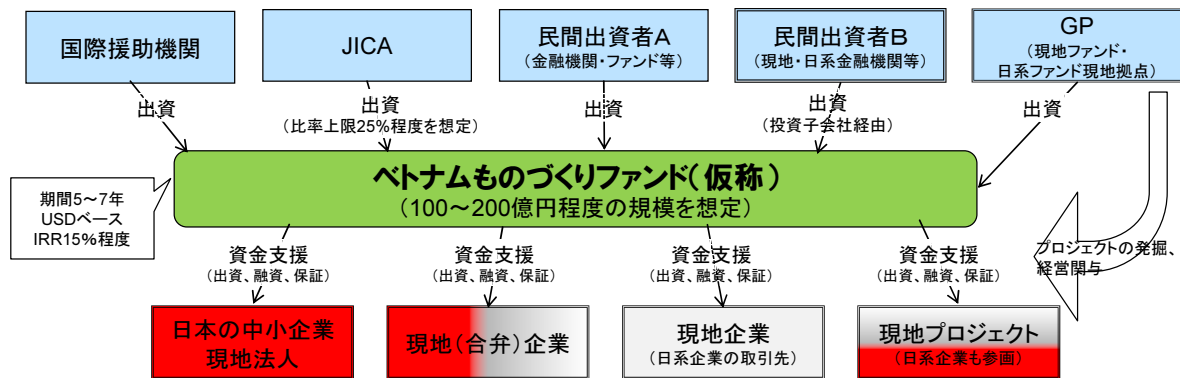 国際援助機関
JICA
民間出資者A
(金融機関・ファンド等)
民間出資者B
(現地・日系金融機関等)
GP
(現地ファンド・
日系ファンド現地拠点)
出資
出資
(比率上限25%程度を想定)
出資
出資
(投資子会社経由)
出資
ベトナムものづくりファンド(仮称)
(100~200億円程度の規模を想定)
期間5~7年
USDベース
IRR15%程度
資金支援
(出資、融資、保証)
資金支援
(出資、融資、保証)
資金支援
(出資、融資、保証)
資金支援
(出資、融資、保証)
プロジェクトの発掘、
経営関与
日本の中小企業
現地法人
現地(合弁)企業
現地企業
(日系企業の取引先)
現地プロジェクト
(日系企業も参画)